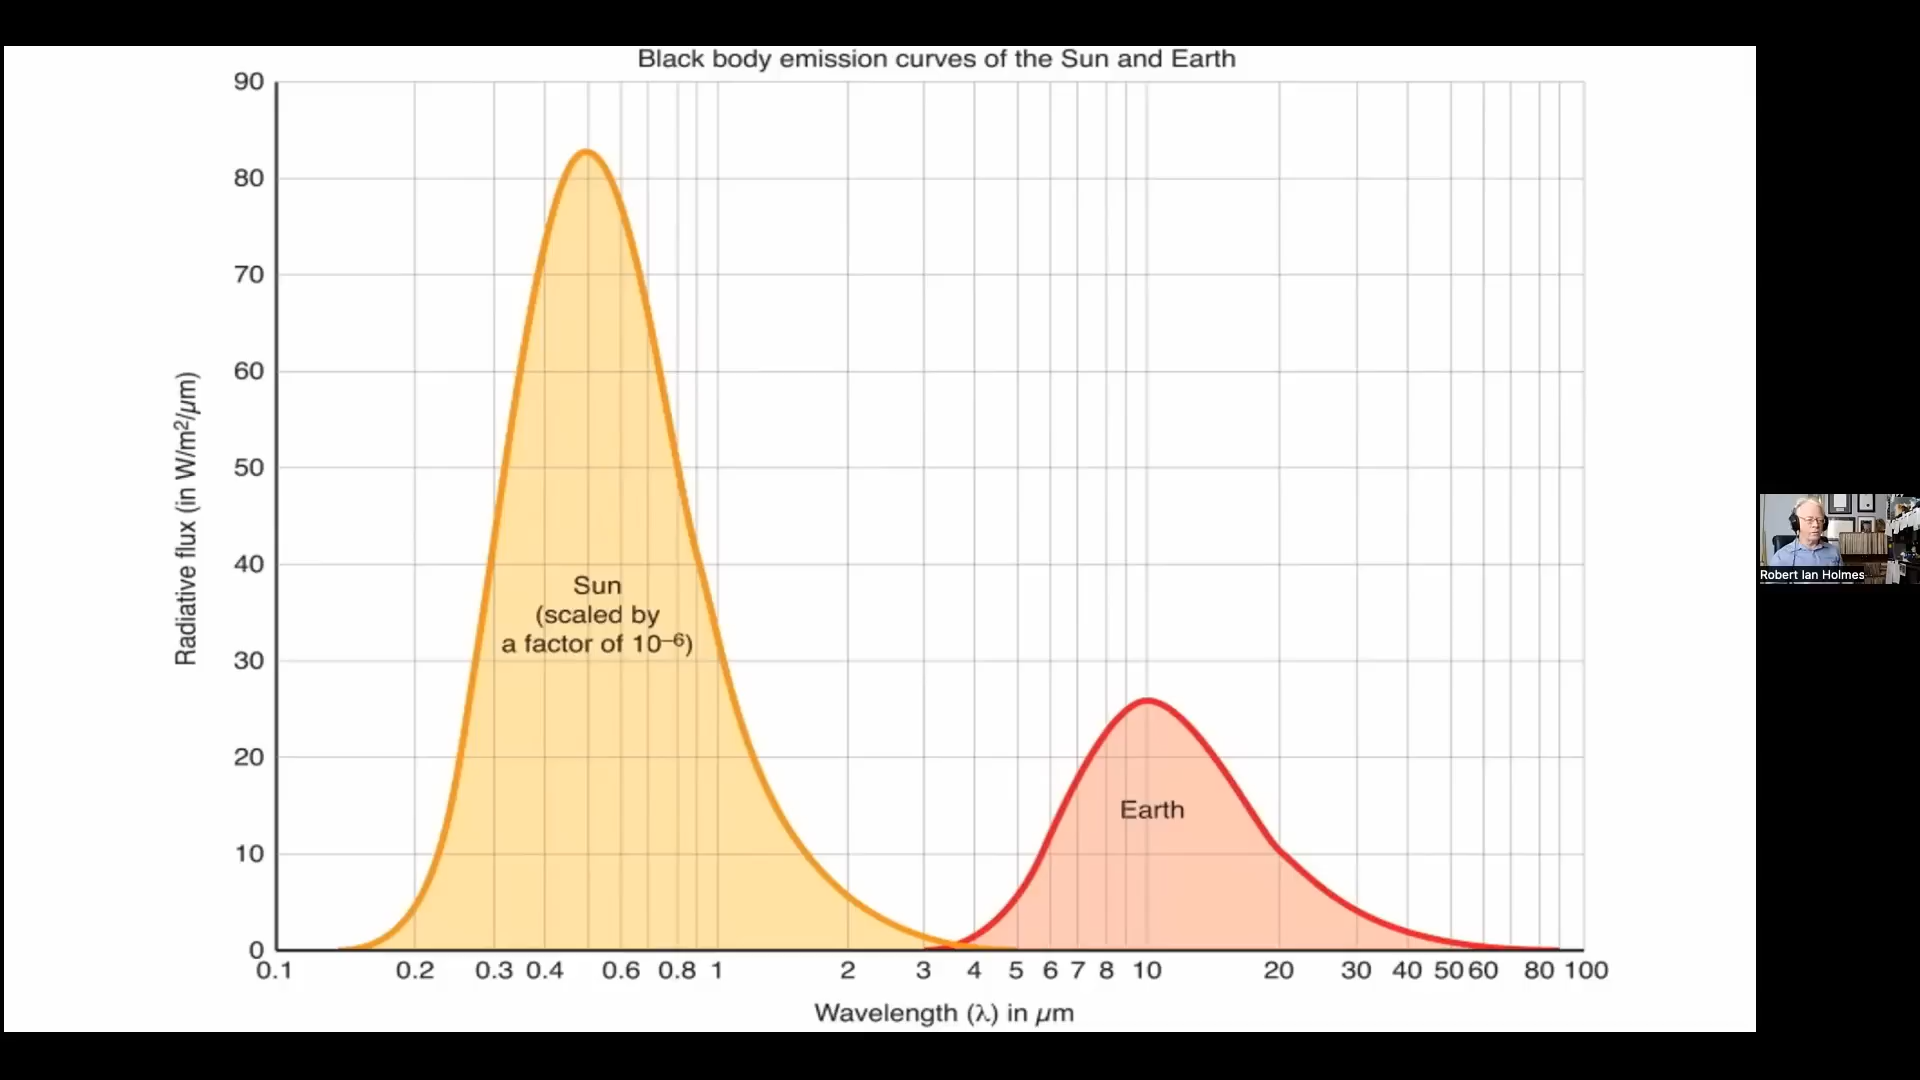 Black body emission curves of the Sun and Earth
90
80
70
60
50
40
30
20
10
0
Radiative flux (in W/m²/µm)
Sun
(scaled by
a factor of 10⁻⁶)
Earth
0.1 0.2 0.3 0.4 0.6 0.8 1 2 3 4 5 6 7 8 10 20 30 40 50 60 80 100
Wavelength (λ) in µm
Robert Ian Holmes